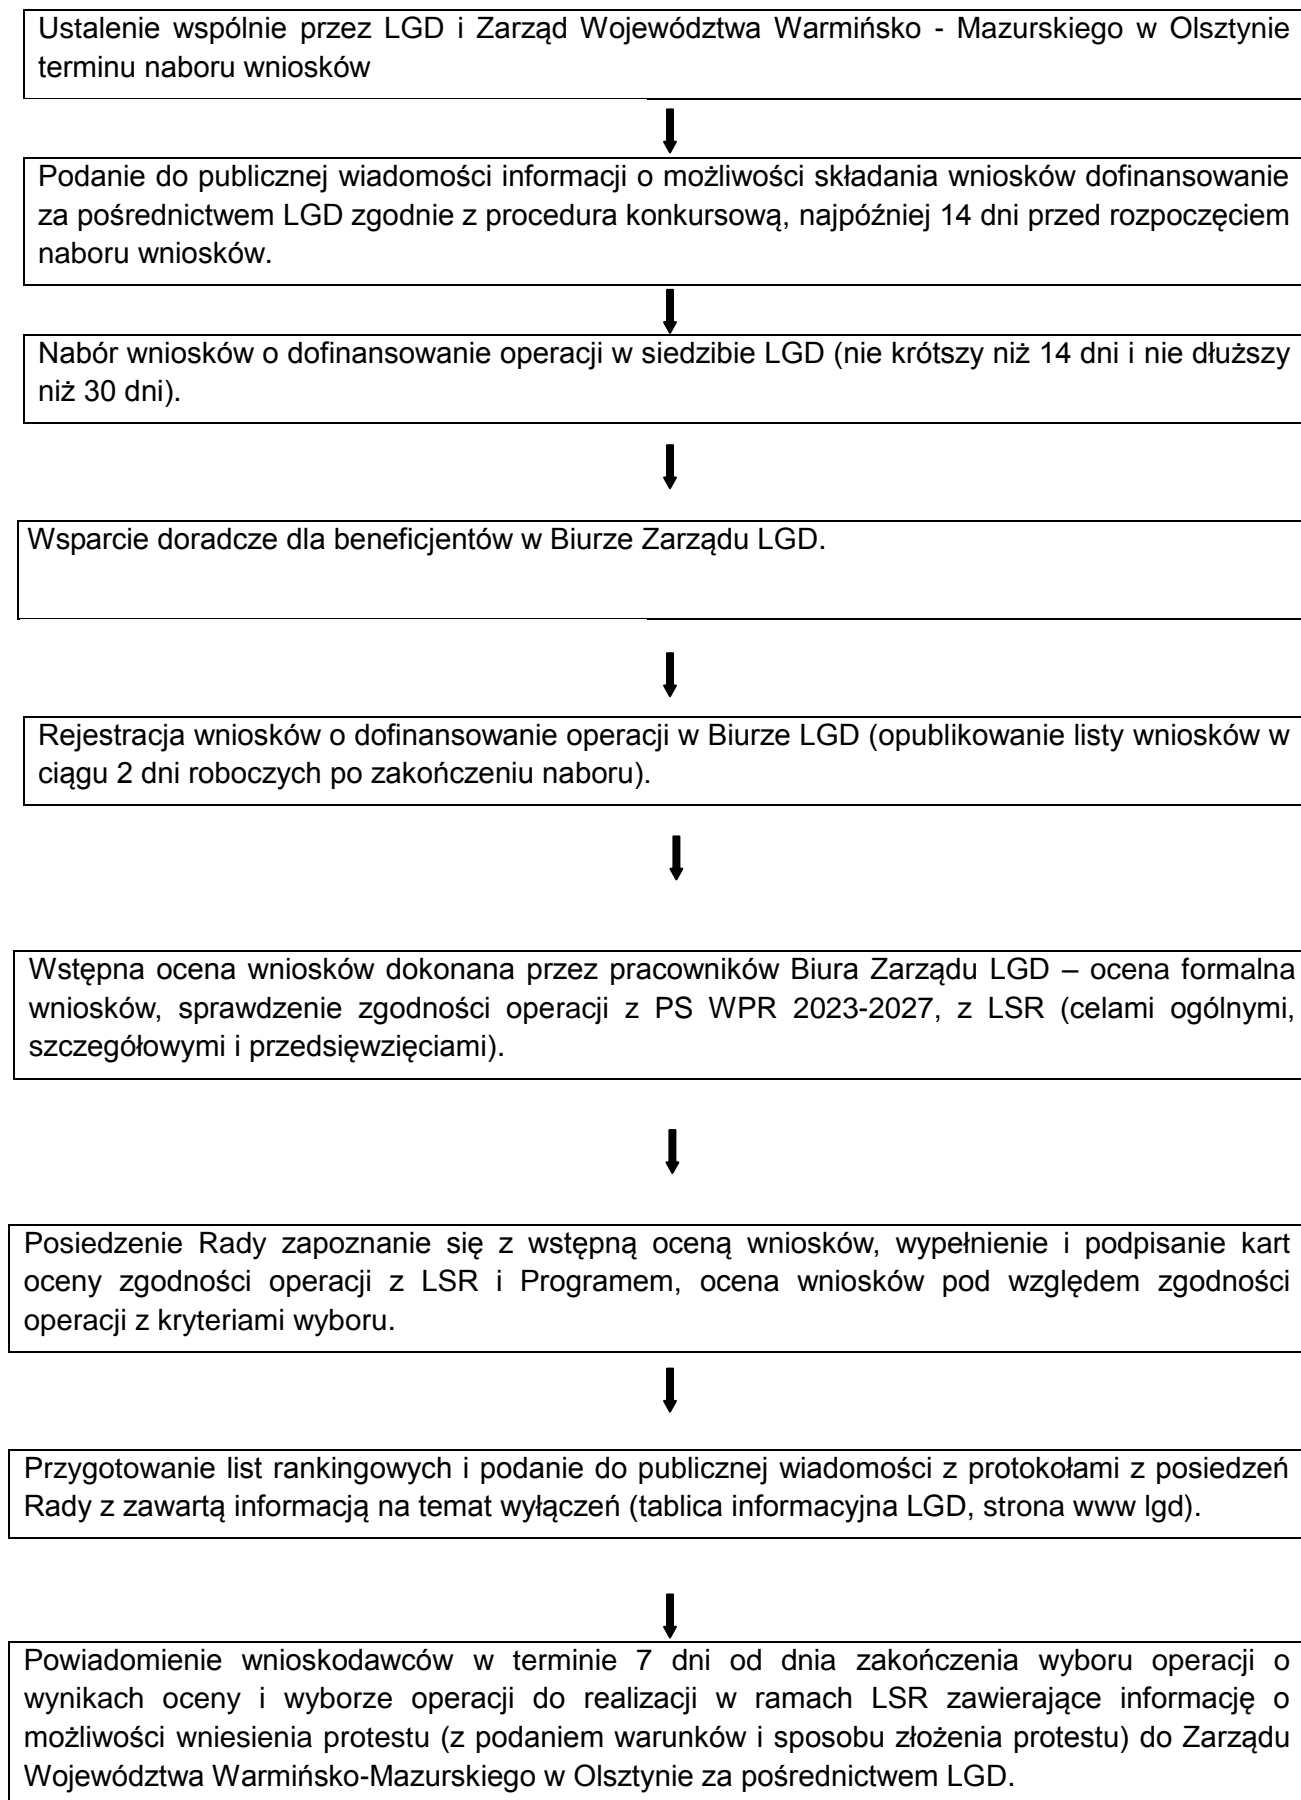 Ustalenie wspólnie przez LGD i Zarząd Województwa Warmińsko - Mazurskiego w Olsztynie
terminu naboru wniosków
Podanie do publicznej wiadomości informacji o możliwości składania wniosków dofinansowanie
za pośrednictwem LGD zgodnie z procedura konkursową, najpóźniej 14 dni przed rozpoczęciem
naboru wniosków.
Nabór wniosków o dofinansowanie operacji w siedzibie LGD (nie krótszy niż 14 dni i nie dłuższy
niż 30 dni).
Wsparcie doradcze dla beneficjentów w Biurze Zarządu LGD.
Rejestracja wniosków o dofinansowanie operacji w Biurze LGD (opublikowanie listy wniosków w
ciągu 2 dni roboczych po zakończeniu naboru).
Wstępna ocena wniosków dokonana przez pracowników Biura Zarządu LGD – ocena formalna
wniosków, sprawdzenie zgodności operacji z PS WPR 2023-2027, z LSR (celami ogólnymi,
szczegółowymi i przedsięwzięciami).
Posiedzenie Rady zapoznanie się z wstępną oceną wniosków, wypełnienie i podpisanie kart
oceny zgodności operacji z LSR i Programem, ocena wniosków pod względem zgodności
operacji z kryteriami wyboru.
Przygotowanie list rankingowych i podanie do publicznej wiadomości z protokołami z posiedzeń
Rady z zawartą informacją na temat wyłączeń (tablica informacyjna LGD, strona www lgd).
Powiadomienie wnioskodawców w terminie 7 dni od dnia zakończenia wyboru operacji o
wynikach oceny i wyborze operacji do realizacji w ramach LSR zawierające informację o
możliwości wniesienia protestu (z podaniem warunków i sposobu złożenia protestu) do Zarządu
Województwa Warmińsko-Mazurskiego w Olsztynie za pośrednictwem LGD.